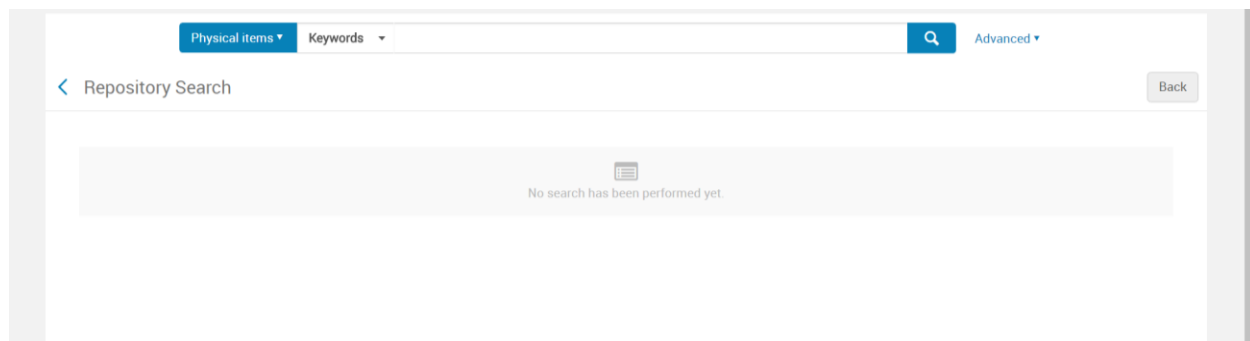 Physical items Keywords Advanced
Repository Search Back
No search has been performed yet.